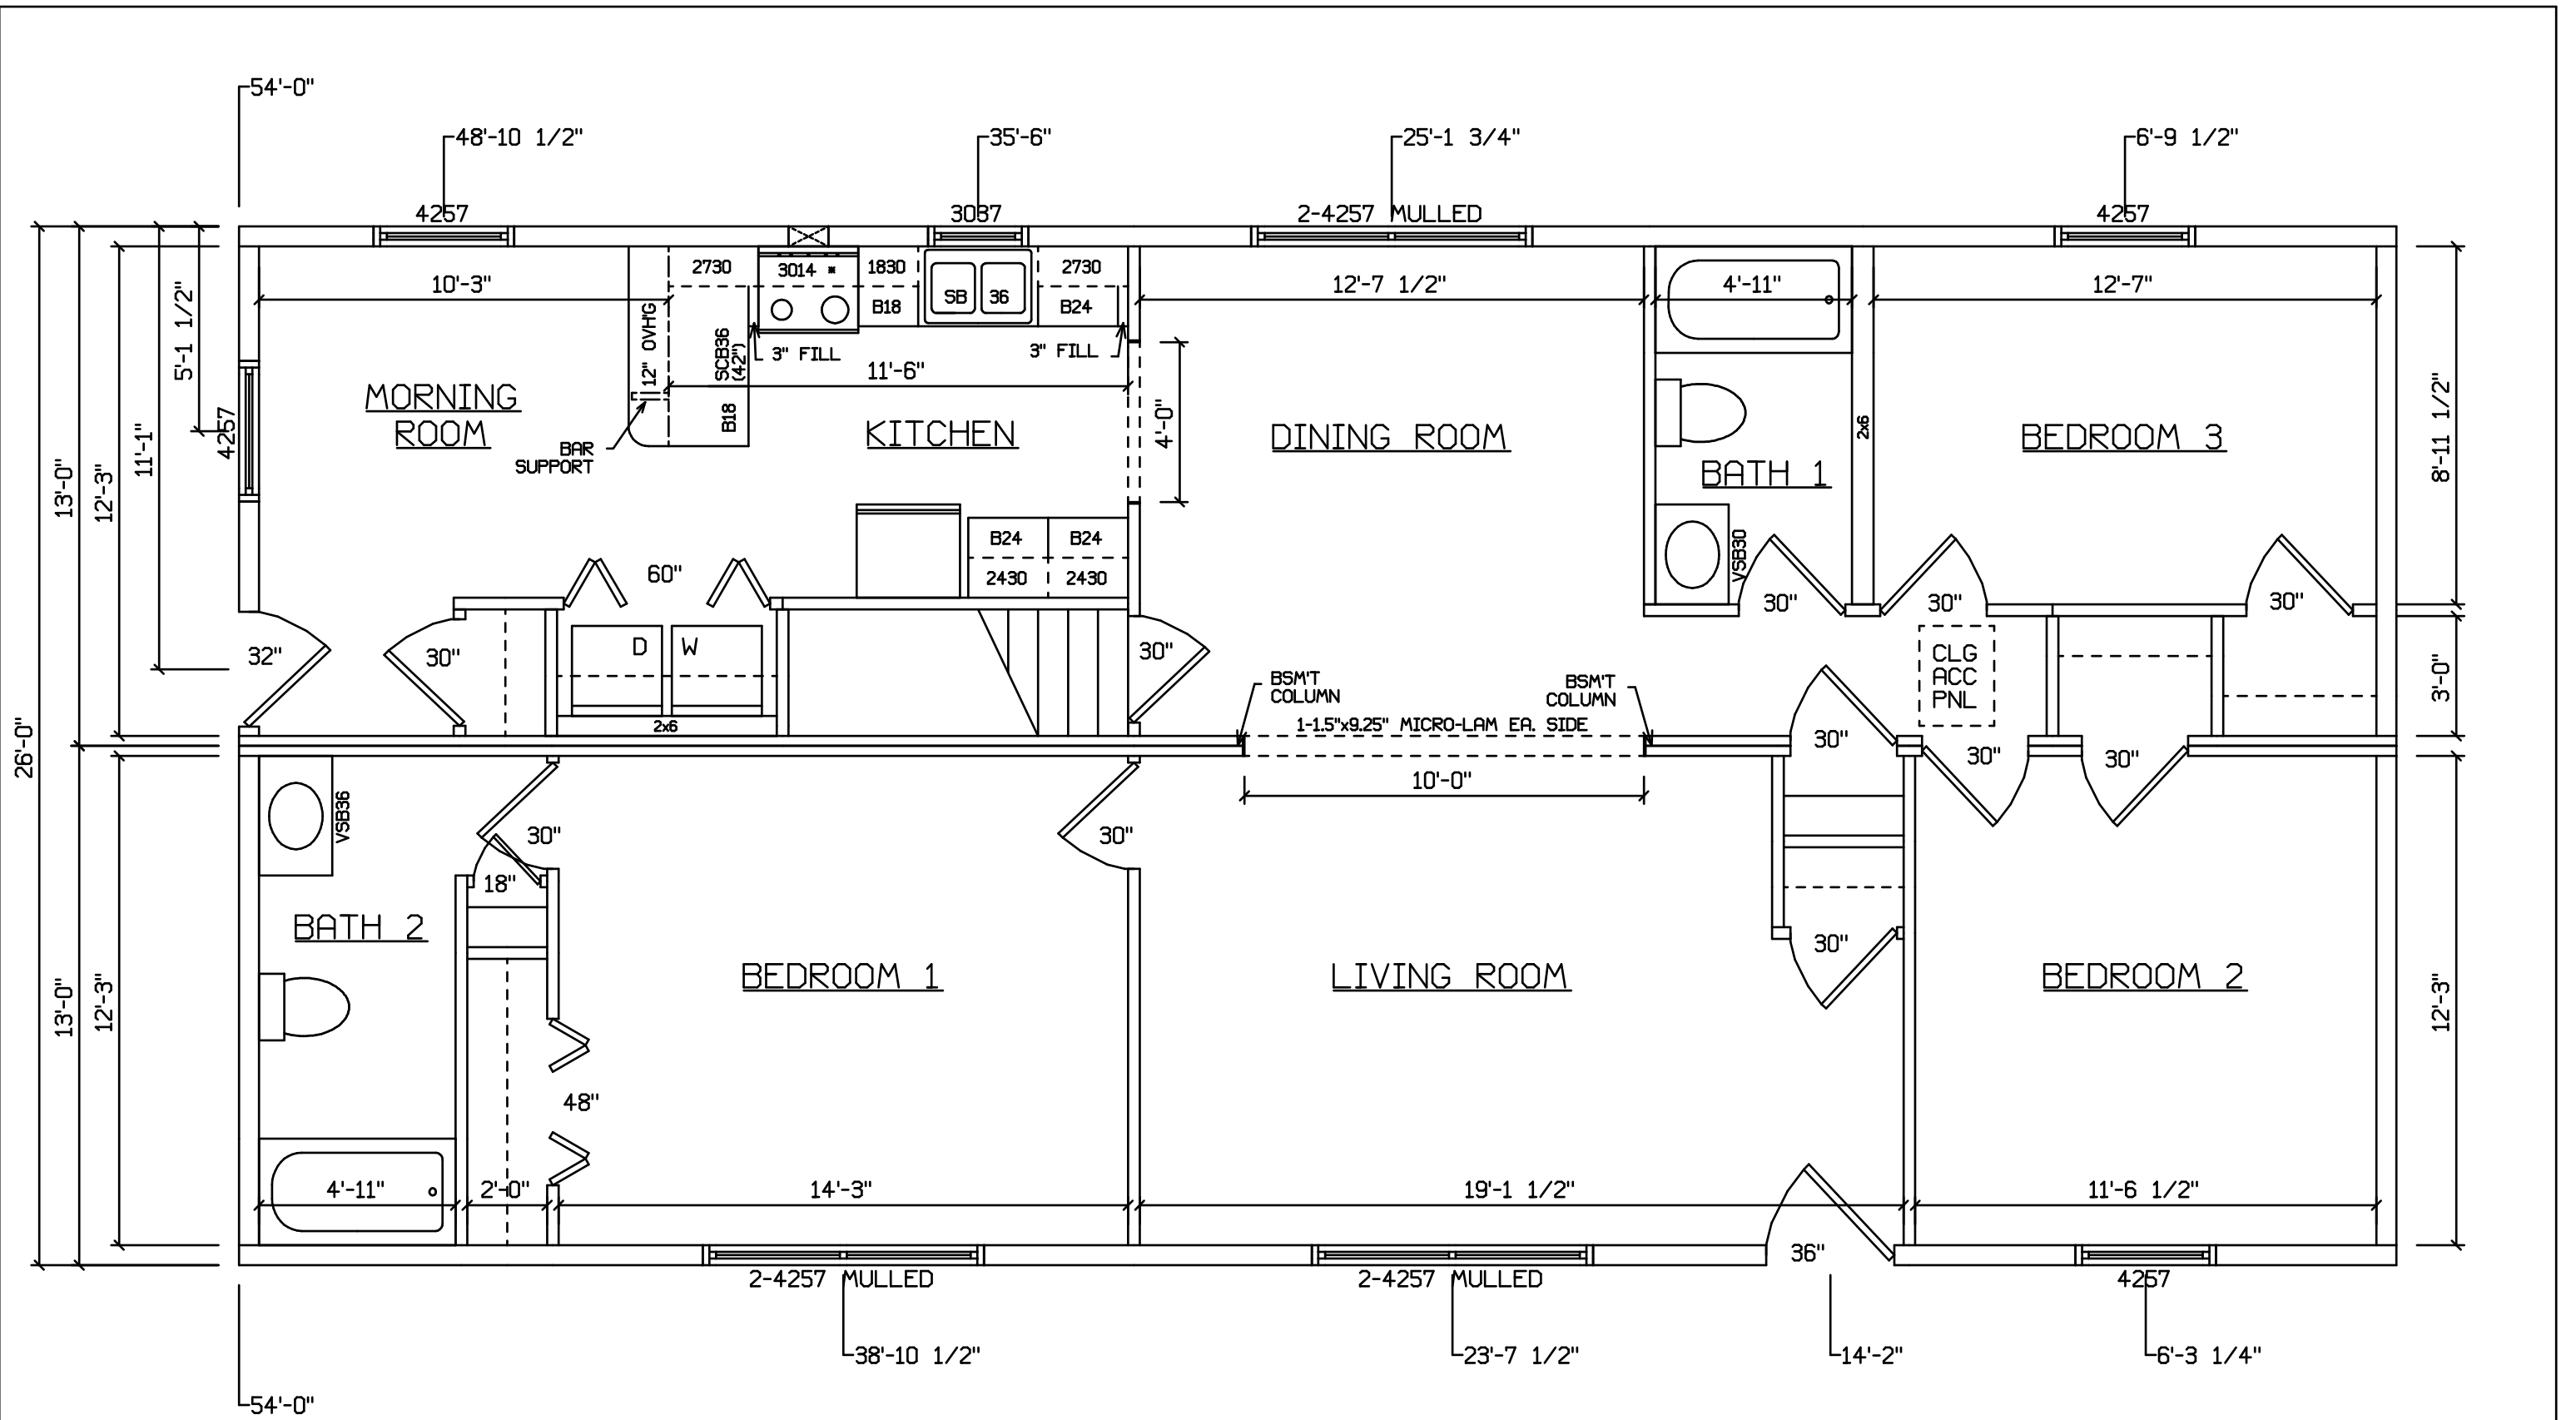 54'-0"
48'-10 1/2"
35'-6"
25'-1 3/4"
6'-9 1/2"
4257
3037
2-4257 MULLED
4257
2730
3014 *
1830
SB 36
2730
B18
B24
10'-3"
12'-7 1/2"
4'-11"
12'-7"
5'-1 1/2"
12" OVH'G
SCB36
(42")
3" FILL
3" FILL
11'-6"
B18
4'-0"
8'-11 1/2"
4257
11'-1"
13'-0"
12'-3"
MORNING
ROOM
BAR
SUPPORT
KITCHEN
DINING ROOM
2x6
BATH 1
BEDROOM 3
B24
B24
2430
2430
VSB30
60"
30"
30"
30"
32"
30"
D
W
30"
2x6
CLG
ACC
PNL
3'-0"
BSM'T
COLUMN
BSM'T
COLUMN
1-1.5"x9.25" MICRO-LAM EA. SIDE
26'-0"
30"
30"
30"
10'-0"
VSB36
30"
30"
18"
30"
BATH 2
BEDROOM 1
LIVING ROOM
BEDROOM 2
13'-0"
12'-3"
12'-3"
48"
4'-11"
2'-0"
14'-3"
19'-1 1/2"
11'-6 1/2"
36"
2-4257 MULLED
2-4257 MULLED
4257
38'-10 1/2"
23'-7 1/2"
14'-2"
6'-3 1/4"
54'-0"